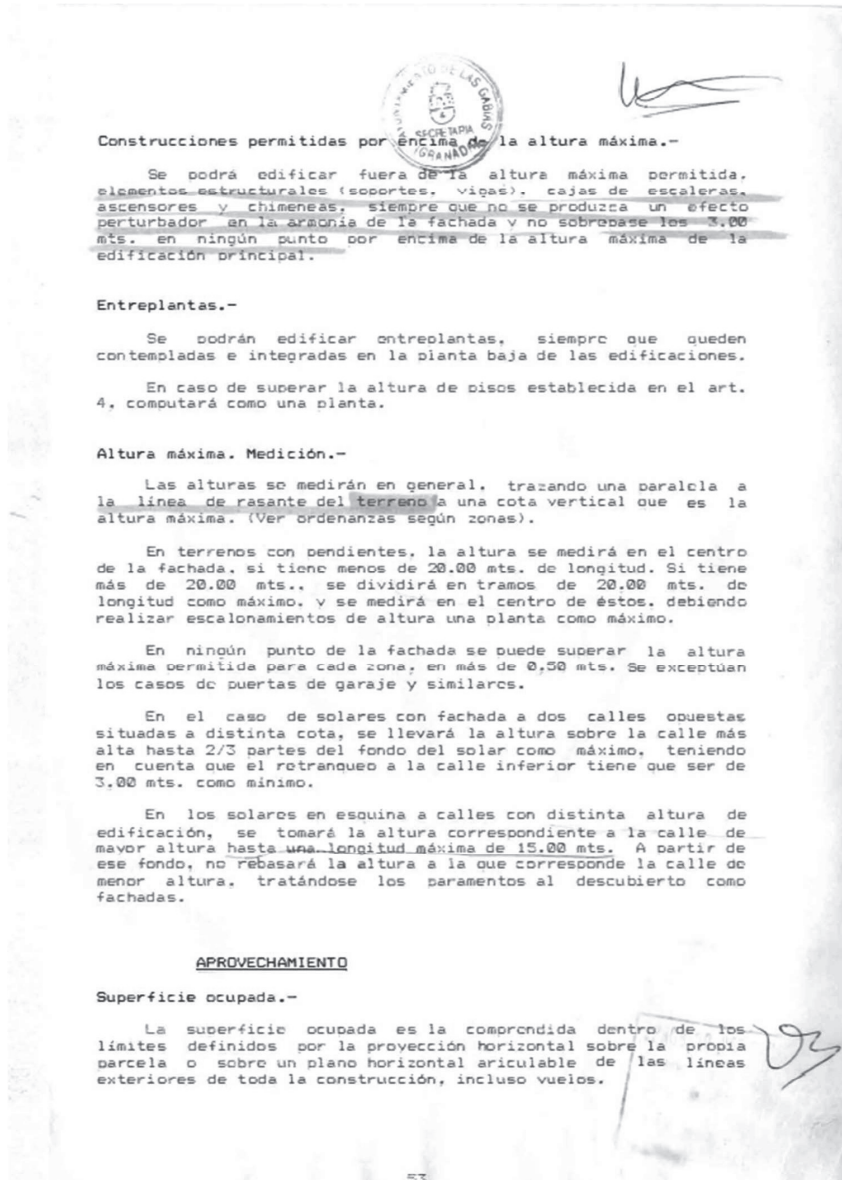 AYUNTAMIENTO DE LAS GABIAS
SECRETARIA
(GRANADA)
Construcciones permitidas por encima de la altura máxima.-
Se podrá edificar fuera de la altura máxima permitida,
elementos estructurales (soportes, vigas), cajas de escaleras,
ascensores y chimeneas, siempre que no se produzca un efecto
perturbador en la armonia de la fachada y no sobrepase los 3.00
mts. en ningún punto por encima de la altura máxima de la
edificación principal.
Entreplantas.-
Se podrán edificar entreplantas, siempre que queden
contempladas e integradas en la planta baja de las edificaciones.
En caso de superar la altura de pisos establecida en el art.
4, computará como una planta.
Altura máxima. Medición.-
Las alturas se medirán en general, trazando una paralela a
la línea de rasante del terreno a una cota vertical que es la
altura máxima. (Ver ordenanzas según zonas).
En terrenos con pendientes, la altura se medirá en el centro
de la fachada, si tiene menos de 20.00 mts. de longitud. Si tiene
más de 20.00 mts., se dividirá en tramos de 20.00 mts. de
longitud como máximo, y se medirá en el centro de éstos, debiendo
realizar escalonamientos de altura una planta como máximo.
En ningún punto de la fachada se puede superar la altura
máxima permitida para cada zona, en más de 0,50 mts. Se exceptúan
los casos de puertas de garaje y similares.
En el caso de solares con fachada a dos calles opuestas
situadas a distinta cota, se llevará la altura sobre la calle más
alta hasta 2/3 partes del fondo del solar como máximo, teniendo
en cuenta que el retranqueo a la calle inferior tiene que ser de
3.00 mts. como mínimo.
En los solares en esquina a calles con distinta altura de
edificación, se tomará la altura correspondiente a la calle de
mayor altura hasta una longitud máxima de 15.00 mts. A partir de
ese fondo, no rebasará la altura a la que corresponde la calle de
menor altura, tratándose los paramentos al descubierto como
fachadas.
APROVECHAMIENTO
Superficie ocupada.-
La superficie ocupada es la comprendida dentro de los
límites definidos por la proyección horizontal sobre la propia
parcela o sobre un plano horizontal ariculable de las líneas
exteriores de toda la construcción, incluso vuelos.
53